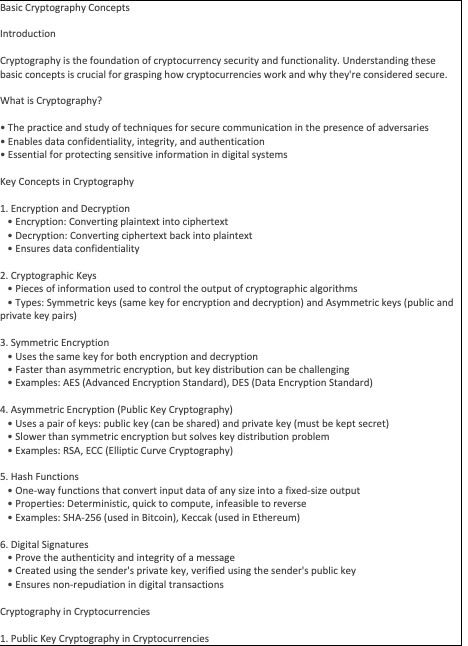 Basic Cryptography Concepts
Introduction
Cryptography is the foundation of cryptocurrency security and functionality. Understanding these
basic concepts is crucial for grasping how cryptocurrencies work and why they're considered secure.
What is Cryptography?
• The practice and study of techniques for secure communication in the presence of adversaries
• Enables data confidentiality, integrity, and authentication
• Essential for protecting sensitive information in digital systems
Key Concepts in Cryptography
1. Encryption and Decryption
• Encryption: Converting plaintext into ciphertext
• Decryption: Converting ciphertext back into plaintext
• Ensures data confidentiality
2. Cryptographic Keys
• Pieces of information used to control the output of cryptographic algorithms
• Types: Symmetric keys (same key for encryption and decryption) and Asymmetric keys (public and
private key pairs)
3. Symmetric Encryption
• Uses the same key for both encryption and decryption
• Faster than asymmetric encryption, but key distribution can be challenging
• Examples: AES (Advanced Encryption Standard), DES (Data Encryption Standard)
4. Asymmetric Encryption (Public Key Cryptography)
• Uses a pair of keys: public key (can be shared) and private key (must be kept secret)
• Slower than symmetric encryption but solves key distribution problem
• Examples: RSA, ECC (Elliptic Curve Cryptography)
5. Hash Functions
• One-way functions that convert input data of any size into a fixed-size output
• Properties: Deterministic, quick to compute, infeasible to reverse
• Examples: SHA-256 (used in Bitcoin), Keccak (used in Ethereum)
6. Digital Signatures
• Prove the authenticity and integrity of a message
• Created using the sender's private key, verified using the sender's public key
• Ensures non-repudiation in digital transactions
Cryptography in Cryptocurrencies
1. Public Key Cryptography in Cryptocurrencies